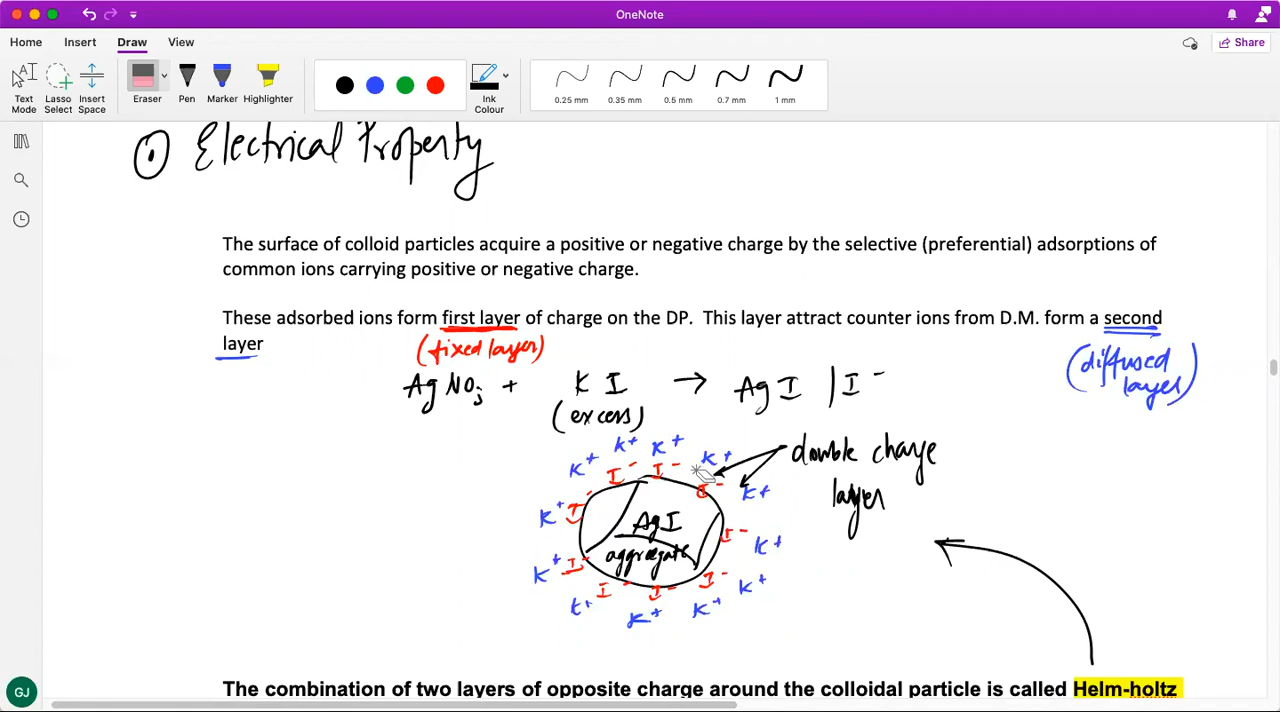 OneNote
Home Insert Draw View
Share
Text Mode
Lasso Select
Insert Space
Eraser
Pen
Marker
Highlighter
Ink Colour
0.25 mm
0.35 mm
0.5 mm
0.7 mm
1 mm
Electrical Property
The surface of colloid particles acquire a positive or negative charge by the selective (preferential) adsorptions of
common ions carrying positive or negative charge.
These adsorbed ions form first layer of charge on the DP. This layer attract counter ions from D.M. form a second
layer
(fixed layer)
(diffused layer)
AgNO3 + KI → AgI | I-
(excess)
K+ K+ K+
K+ I- I- I- K+
double charge
layer
K+ I-
AgI
aggregate
I- K+
K+ I- I- K+
K+ I- I- K+
K+
The combination of two layers of opposite charge around the colloidal particle is called Helm-holtz
GJ